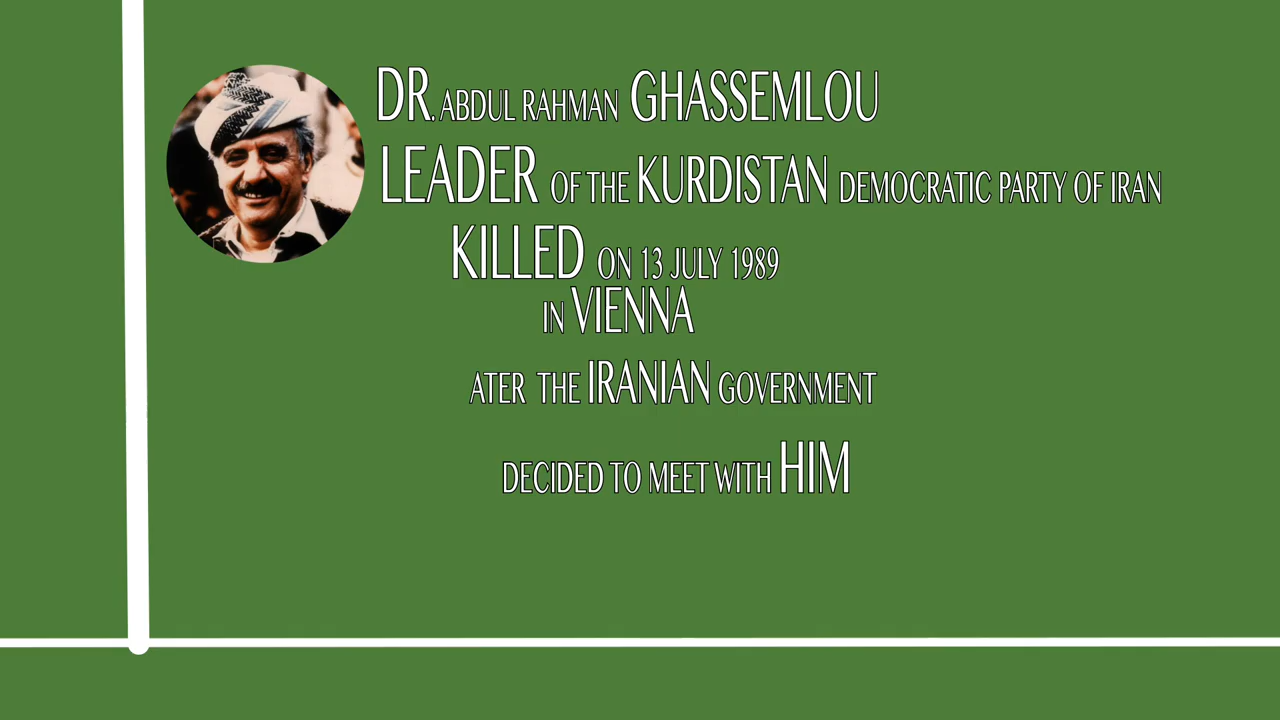 DR. ABDUL RAHMAN GHASSEMLOU
LEADER OF THE KURDISTAN DEMOCRATIC PARTY OF IRAN
KILLED ON 13 JULY 1989
IN VIENNA
ATER THE IRANIAN GOVERNMENT
DECIDED TO MEET WITH HIM